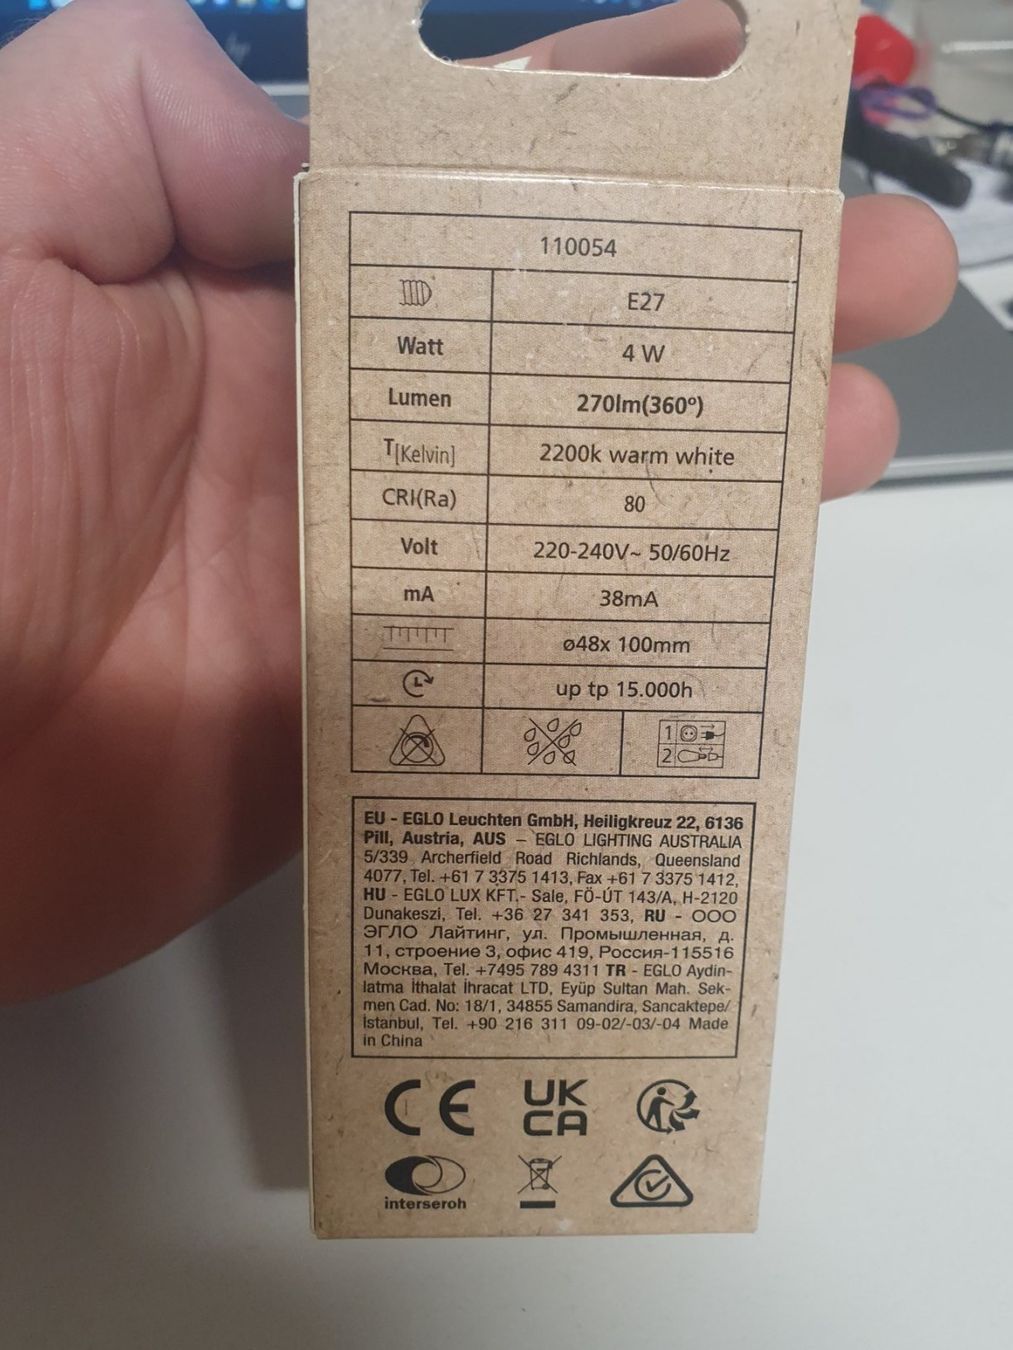 110054
E27
Watt 4 W
Lumen 270lm(360º)
T[Kelvin] 2200k warm white
CRI(Ra) 80
Volt 220-240V~ 50/60Hz
mA 38mA
ø48x 100mm
up tp 15.000h
1
2
EU - EGLO Leuchten GmbH, Heiligkreuz 22, 6136
Pill, Austria, AUS – EGLO LIGHTING AUSTRALIA
5/339 Archerfield Road Richlands, Queensland
4077, Tel. +61 7 3375 1413, Fax +61 7 3375 1412,
HU - EGLO LUX KFT.- Sale, FÖ-ÚT 143/A, H-2120
Dunakeszi, Tel. +36 27 341 353, RU - ООО
ЭГЛО Лайтинг, ул. Промышленная, д.
11, строение 3, офис 419, Россия-115516
Москва, Tel. +7495 789 4311 TR - EGLO Aydin-
latma İthalat İhracat LTD, Eyüp Sultan Mah. Sek-
men Cad. No: 18/1, 34855 Samandira, Sancaktepe/
İstanbul, Tel. +90 216 311 09-02/-03/-04 Made
in China
CE
UK
CA
interseroh